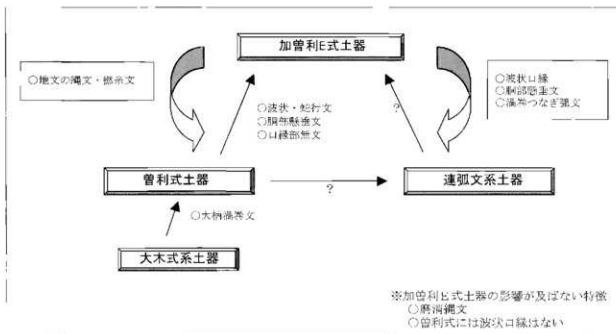 加曽利E式土器
○地文の縄文・撚糸文
○波状口縁
○胴部懸垂文
○渦巻つなぎ弧文
○波状・蛇行文
○胴部懸垂文
○口縁部無文
?
曽利式土器
?
連弧文系土器
○大柄渦巻文
大木式系土器
※加曽利E式土器の影響が及ばない特徴
○磨消縄文
○曽利式には波状口縁はない